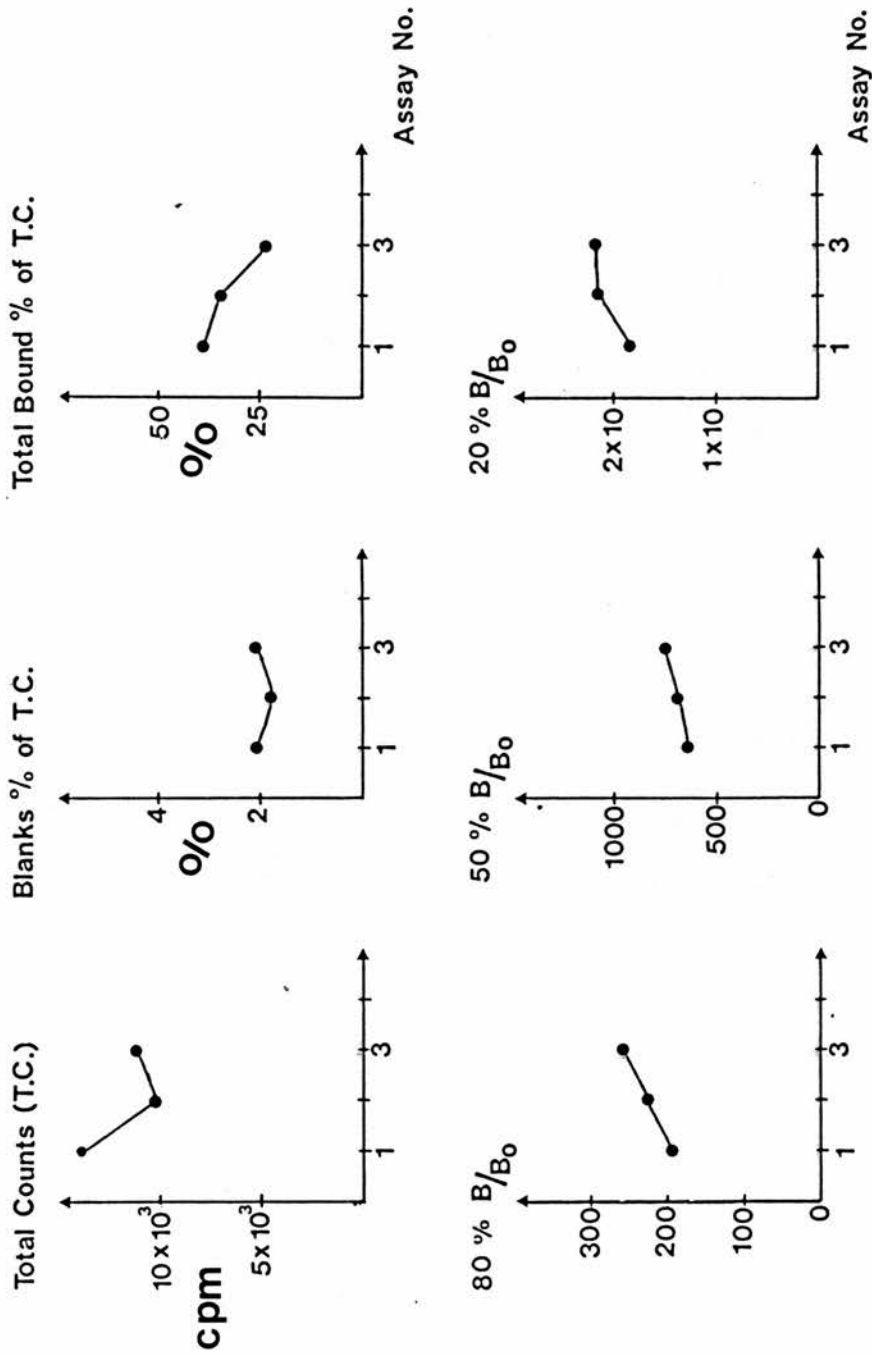 Total Counts (T.C.)
10 x 10³
5 x 10³
cpm
1
3
Blanks % of T.C.
4
2
%
1
3
Total Bound % of T.C.
50
25
%
1
3
Assay No.
80 % B/Bo
300
200
100
0
1
3
50 % B/Bo
1000
500
0
1
3
20 % B/Bo
2x10
1x10
1
3
Assay No.